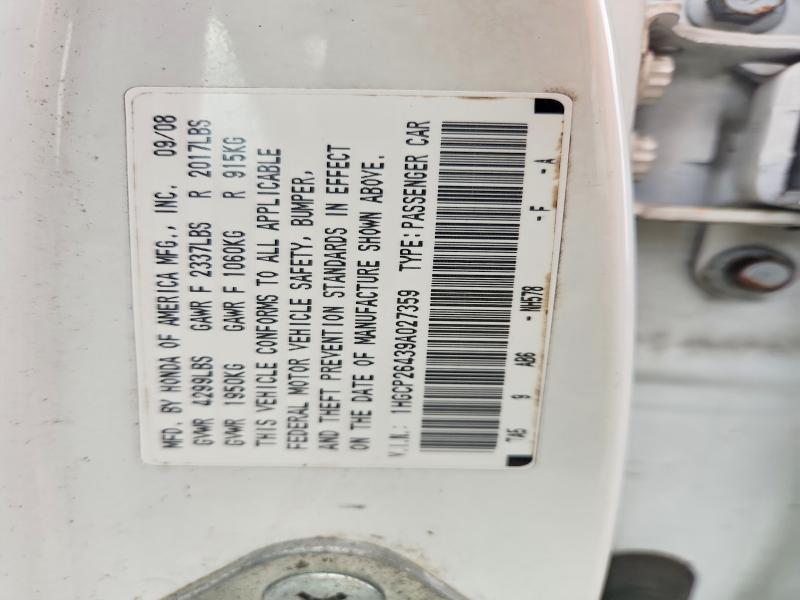 MFD. BY HONDA OF AMERICA MFG., INC. 09/08
GVWR 4299LBS GAWR F 2337LBS R 2017LBS
GVWR 1950KG GAWR F 1060KG R 915KG
THIS VEHICLE CONFORMS TO ALL APPLICABLE
FEDERAL MOTOR VEHICLE SAFETY, BUMPER,
AND THEFT PREVENTION STANDARDS IN EFFECT
ON THE DATE OF MANUFACTURE SHOWN ABOVE.
V.I.N.: 1HGCP26439A027359 TYPE:PASSENGER CAR
7A5 9 AB6 -NH578 -F -A